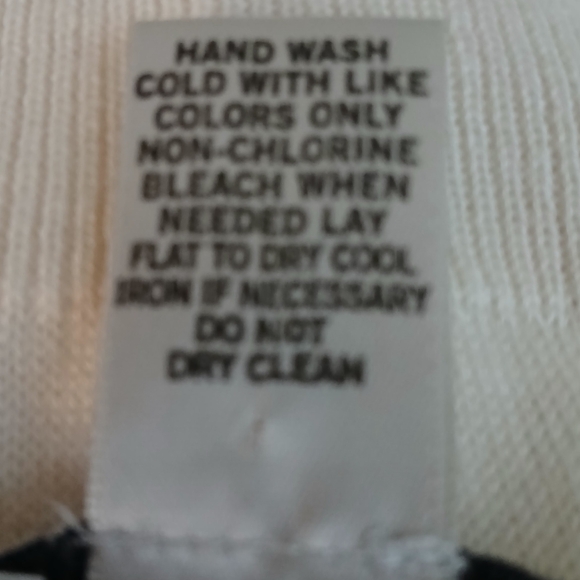 HAND WASH
COLD WITH LIKE
COLORS ONLY
NON-CHLORINE
BLEACH WHEN
NEEDED LAY
FLAT TO DRY COOL
IRON IF NECESSARY
DO NOT
DRY CLEAN